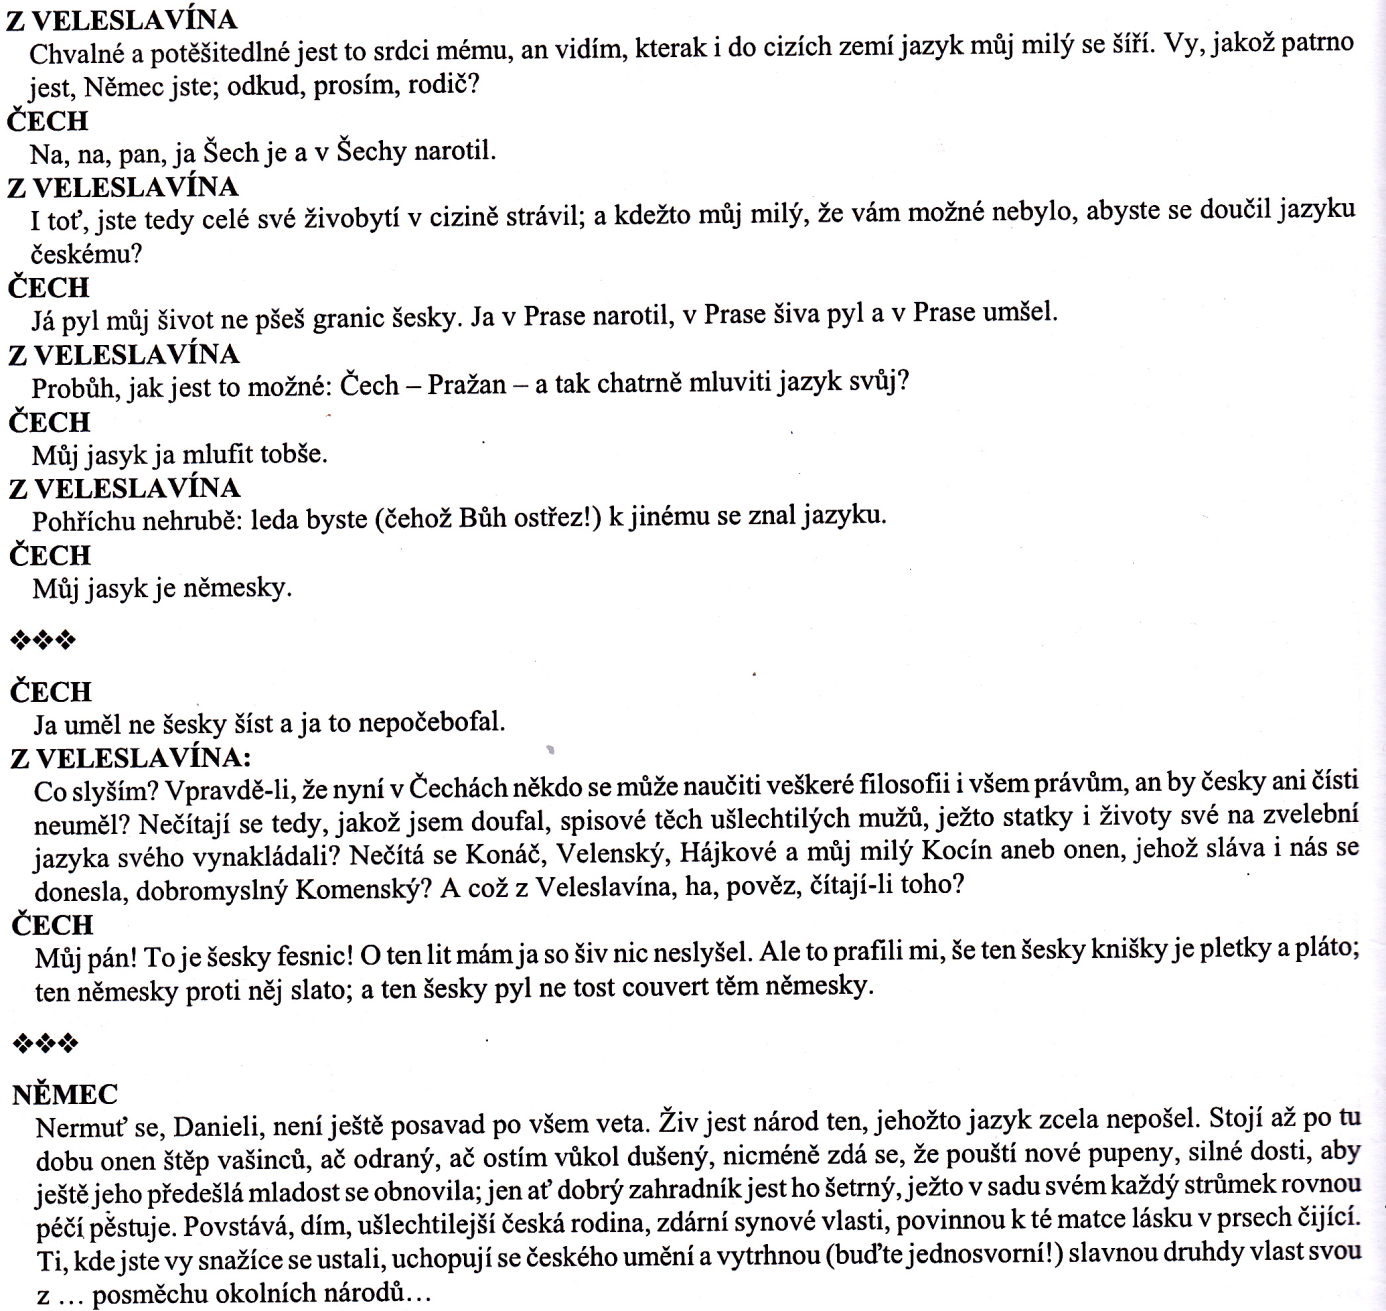 Z VELESLAVÍNA
Chvalné a potěšitedlné jest to srdci mému, an vidím, kterak i do cizích zemí jazyk můj milý se šíří. Vy, jakož patrno
jest, Němec jste; odkud, prosím, rodič?
ČECH
Na, na, pan, ja Šech je a v Šechy narotil.
Z VELESLAVÍNA
I toť, jste tedy celé své živobytí v cizině strávil; a kdežto můj milý, že vám možné nebylo, abyste se doučil jazyku
českému?
ČECH
Já pyl můj šivot ne pšeš granic šesky. Ja v Prase narotil, v Prase šiva pyl a v Prase umšel.
Z VELESLAVÍNA
Probůh, jak jest to možné: Čech – Pražan – a tak chatrně mluviti jazyk svůj?
ČECH
Můj jasyk ja mlufit tobše.
Z VELESLAVÍNA
Pohříchu nehrubě: leda byste (čehož Bůh ostřez!) k jinému se znal jazyku.
ČECH
Můj jasyk je němesky.
❖❖❖
ČECH
Ja uměl ne šesky šíst a ja to nepočebofal.
Z VELESLAVÍNA:
Co slyším? Vpravdě-li, že nyní v Čechách někdo se může naučiti veškeré filosofii i všem právům, an by česky ani čísti
neuměl? Nečítají se tedy, jakož jsem doufal, spisové těch ušlechtilých mužů, ježto statky i životy své na zvelební
jazyka svého vynakládali? Nečítá se Konáč, Velenský, Hájkové a můj milý Kocín aneb onen, jehož sláva i nás se
donesla, dobromyslný Komenský? A což z Veleslavína, ha, pověz, čítají-li toho?
ČECH
Můj pán! To je šesky fesnic! O ten lit mám ja so šiv nic neslyšel. Ale to prafili mi, še ten šesky knišky je pletky a pláto;
ten němesky proti něj slato; a ten šesky pyl ne tost couvert těm němesky.
❖❖❖
NĚMEC
Nermuť se, Danieli, není ještě posavad po všem veta. Živ jest národ ten, jehožto jazyk zcela nepošel. Stojí až po tu
dobu onen štěp vašinců, ač odraný, ač ostím vůkol dušený, nicméně zdá se, že pouští nové pupeny, silné dosti, aby
ještě jeho předešlá mladost se obnovila; jen ať dobrý zahradník jest ho šetrný, ježto v sadu svém každý strůmek rovnou
péčí pěstuje. Povstává, dím, ušlechtilejší česká rodina, zdární synové vlasti, povinnou k té matce lásku v prsech čijící.
Ti, kde jste vy snažíce se ustali, uchopují se českého umění a vytrhnou (buďte jednosvorní!) slavnou druhdy vlast svou
z … posměchu okolních národů…